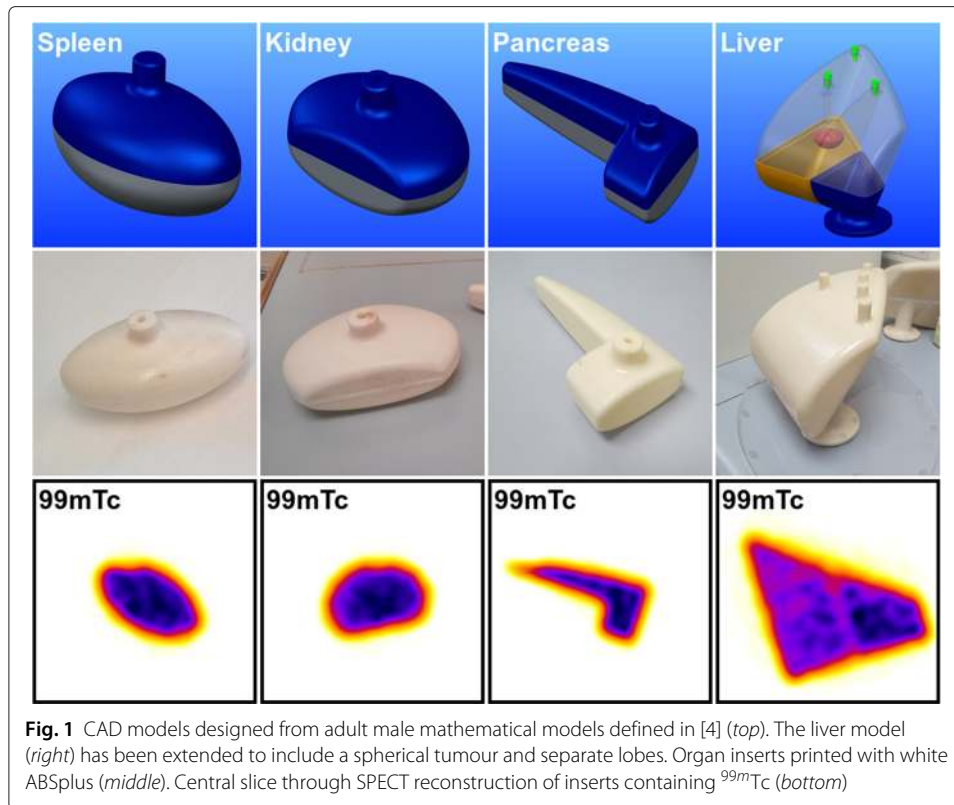 Spleen
Kidney
Pancreas
Liver
99mTc
99mTc
99mTc
99mTc
Fig. 1 CAD models designed from adult male mathematical models defined in [4] (top). The liver model
(right) has been extended to include a spherical tumour and separate lobes. Organ inserts printed with white
ABSplus (middle). Central slice through SPECT reconstruction of inserts containing 99mTc (bottom)